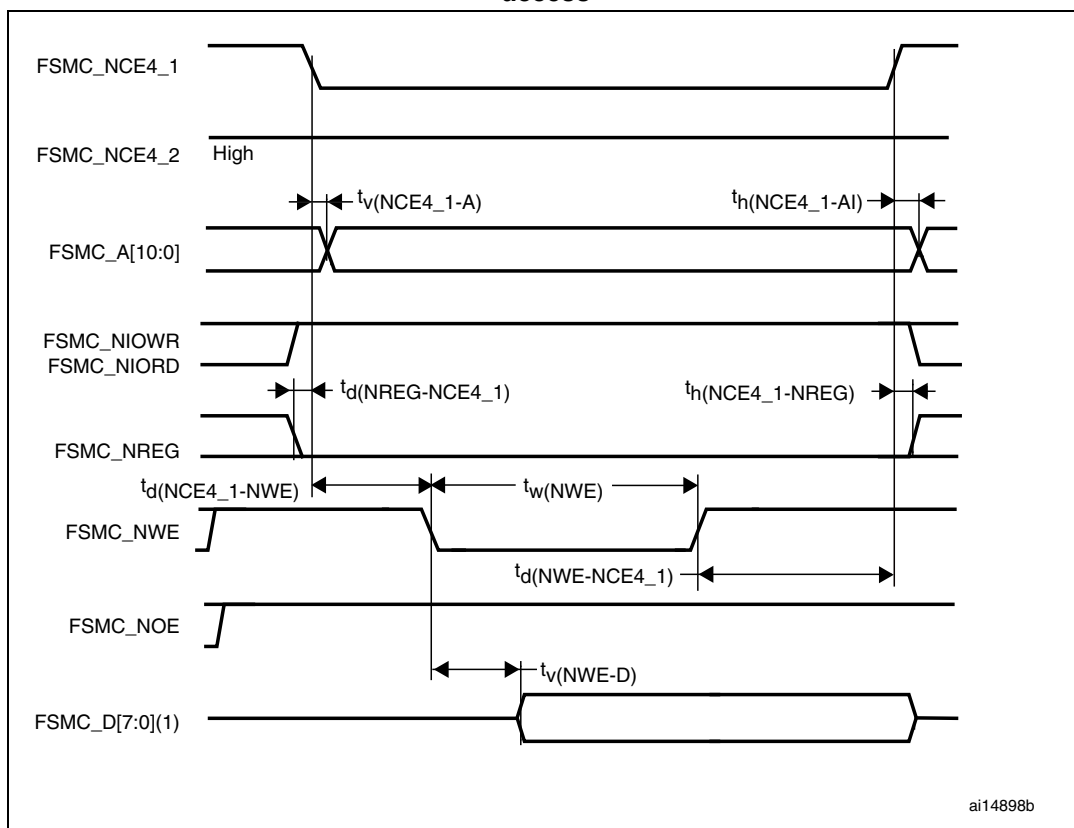 access
FSMC_NCE4_1
FSMC_NCE4_2
High
tv(NCE4_1-A)
th(NCE4_1-AI)
FSMC_A[10:0]
FSMC_NIOWR
FSMC_NIORD
td(NREG-NCE4_1)
th(NCE4_1-NREG)
FSMC_NREG
td(NCE4_1-NWE)
tw(NWE)
FSMC_NWE
td(NWE-NCE4_1)
FSMC_NOE
tv(NWE-D)
FSMC_D[7:0](1)
ai14898b